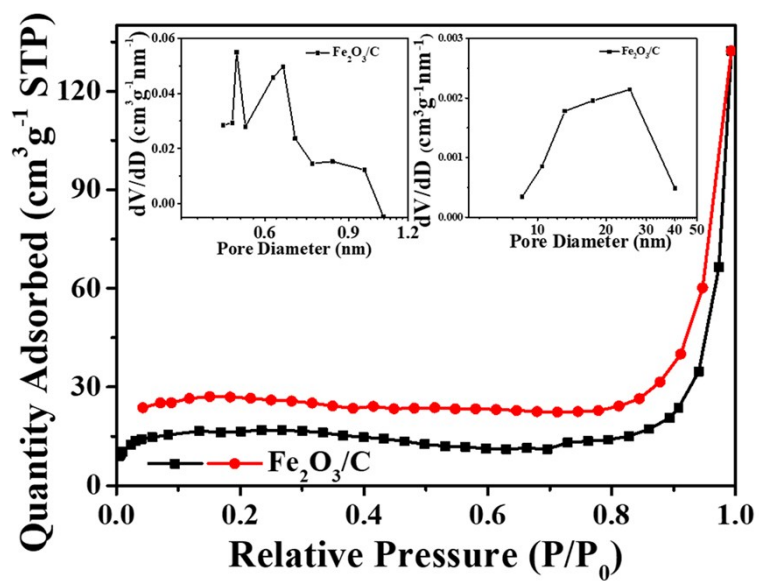 Quantity Adsorbed (cm³ g⁻¹ STP)
130
90
60
30
0
0.0 0.2 0.4 0.6 0.8 1.0
Relative Pressure (P/P₀)
Fe₂O₃/C
dV/dD (cm³g⁻¹nm⁻¹)
0.06
0.04
0.02
0.00
0.6 0.9 1.2
Pore Diameter (nm)
Fe₂O₃/C
dV/dD (cm³g⁻¹nm⁻¹)
0.003
0.002
0.001
0.000
10 20 30 40 50
Pore Diameter (nm)
Fe₂O₃/C